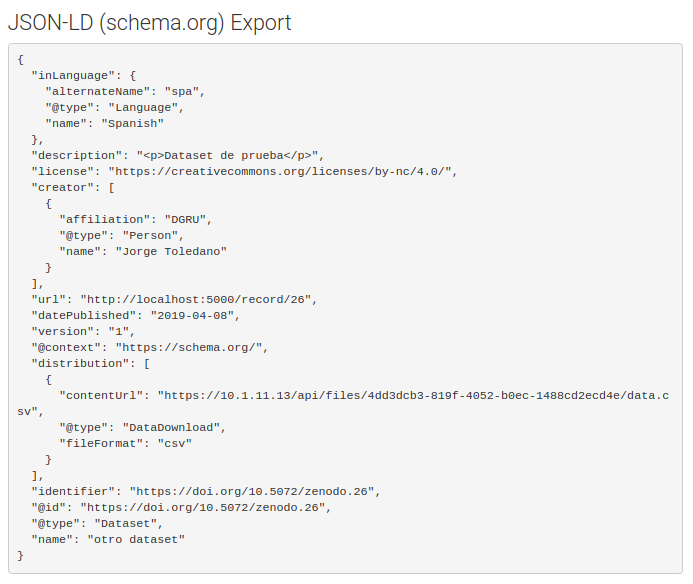 JSON-LD (schema.org) Export
{
  "inLanguage": {
    "alternateName": "spa",
    "@type": "Language",
    "name": "Spanish"
  },
  "description": "<p>Dataset de prueba</p>",
  "license": "https://creativecommons.org/licenses/by-nc/4.0/",
  "creator": [
    {
      "affiliation": "DGRU",
      "@type": "Person",
      "name": "Jorge Toledano"
    }
  ],
  "url": "http://localhost:5000/record/26",
  "datePublished": "2019-04-08",
  "version": "1",
  "@context": "https://schema.org/",
  "distribution": [
    {
      "contentUrl": "https://10.1.11.13/api/files/4dd3dcb3-819f-4052-b0ec-1488cd2ecd4e/data.c
sv",
      "@type": "DataDownload",
      "fileFormat": "csv"
    }
  ],
  "identifier": "https://doi.org/10.5072/zenodo.26",
  "@id": "https://doi.org/10.5072/zenodo.26",
  "@type": "Dataset",
  "name": "otro dataset"
}